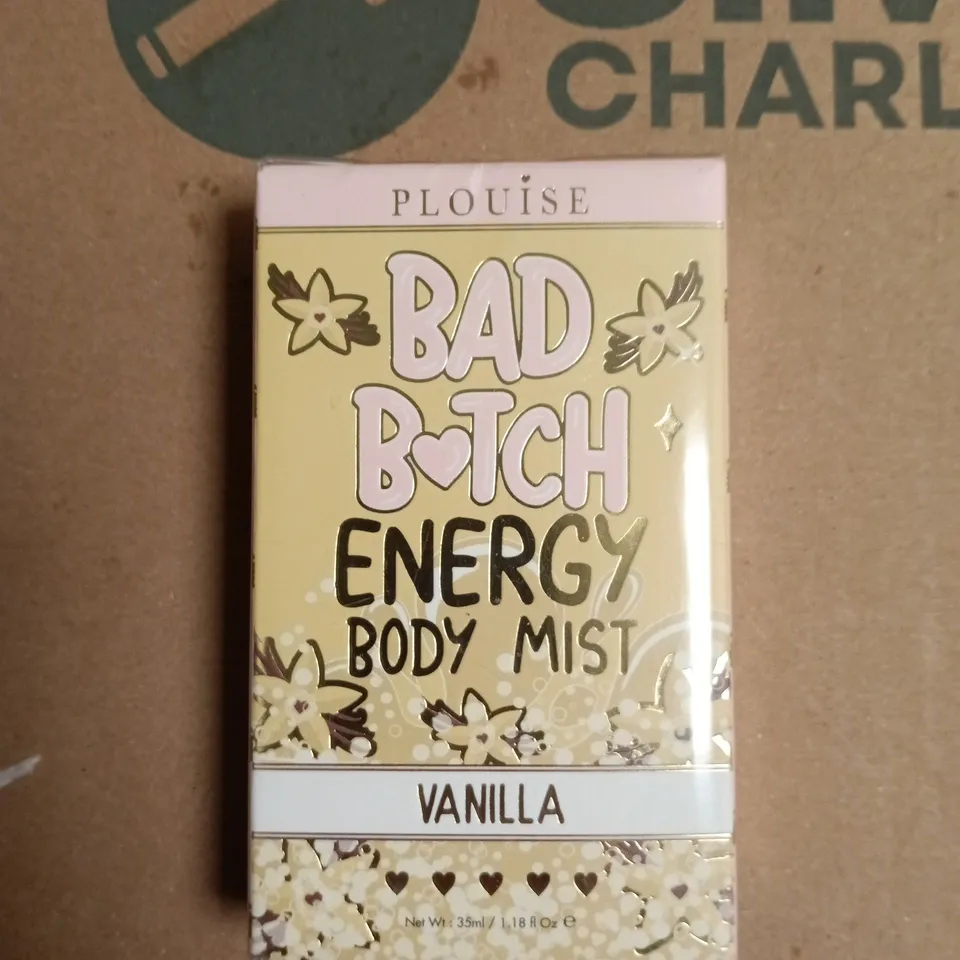 CHARL
PLOUISE
BAD
B♥TCH
ENERGY
BODY MIST
VANILLA
Net Wt : 35ml / 1.18 fl Oz ℮